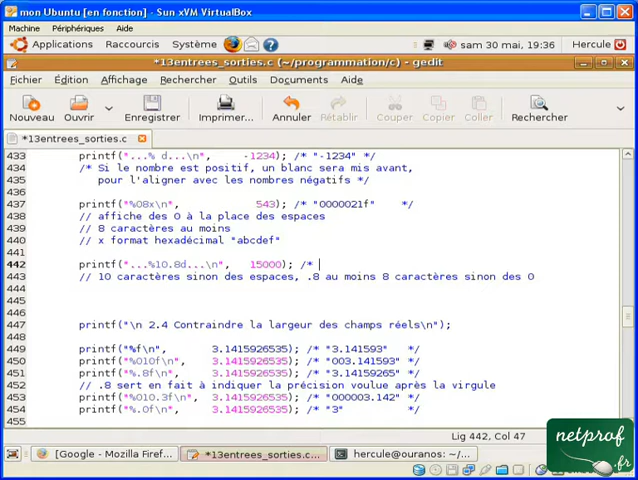 mon Ubuntu [en fonction] - Sun xVM VirtualBox
Machine Périphériques Aide
Applications Raccourcis Système sam 30 mai, 19:36 Hercule
*13entrees_sorties.c (~/programmation/c) - gedit
Fichier Édition Affichage Rechercher Outils Documents Aide
Nouveau Ouvrir Enregistrer Imprimer... Annuler Rétablir Couper Copier Coller Rechercher
*13entrees_sorties.c
433 printf("...% d...\n", -1234); /* "-1234" */
434 /* Si le nombre est positif, un blanc sera mis avant,
435 pour l'aligner avec les nombres négatifs */
436
437 printf("%08x\n", 543); /* "0000021f" */
438 // affiche des 0 à la place des espaces
439 // 8 caractères au moins
440 // x format hexadécimal "abcdef"
441
442 printf("...%10.8d...\n", 15000); /*
443 // 10 caractères sinon des espaces, .8 au moins 8 caractères sinon des 0
444
445
446
447 printf("\n 2.4 Contraindre la largeur des champs réels\n");
448
449 printf("%f\n", 3.1415926535); /* "3.141593" */
450 printf("%010f\n", 3.1415926535); /* "003.141593" */
451 printf("%.8f\n", 3.1415926535); /* "3.14159265" */
452 // .8 sert en fait à indiquer la précision voulue après la virgule
453 printf("%010.3f\n", 3.1415926535); /* "000003.142" */
454 printf("%.0f\n", 3.1415926535); /* "3" */
455
Lig 442, Col 47
netprof
.fr
[Google - Mozilla Firef... *13entrees_sorties.c... hercule@ouranos: ~/...